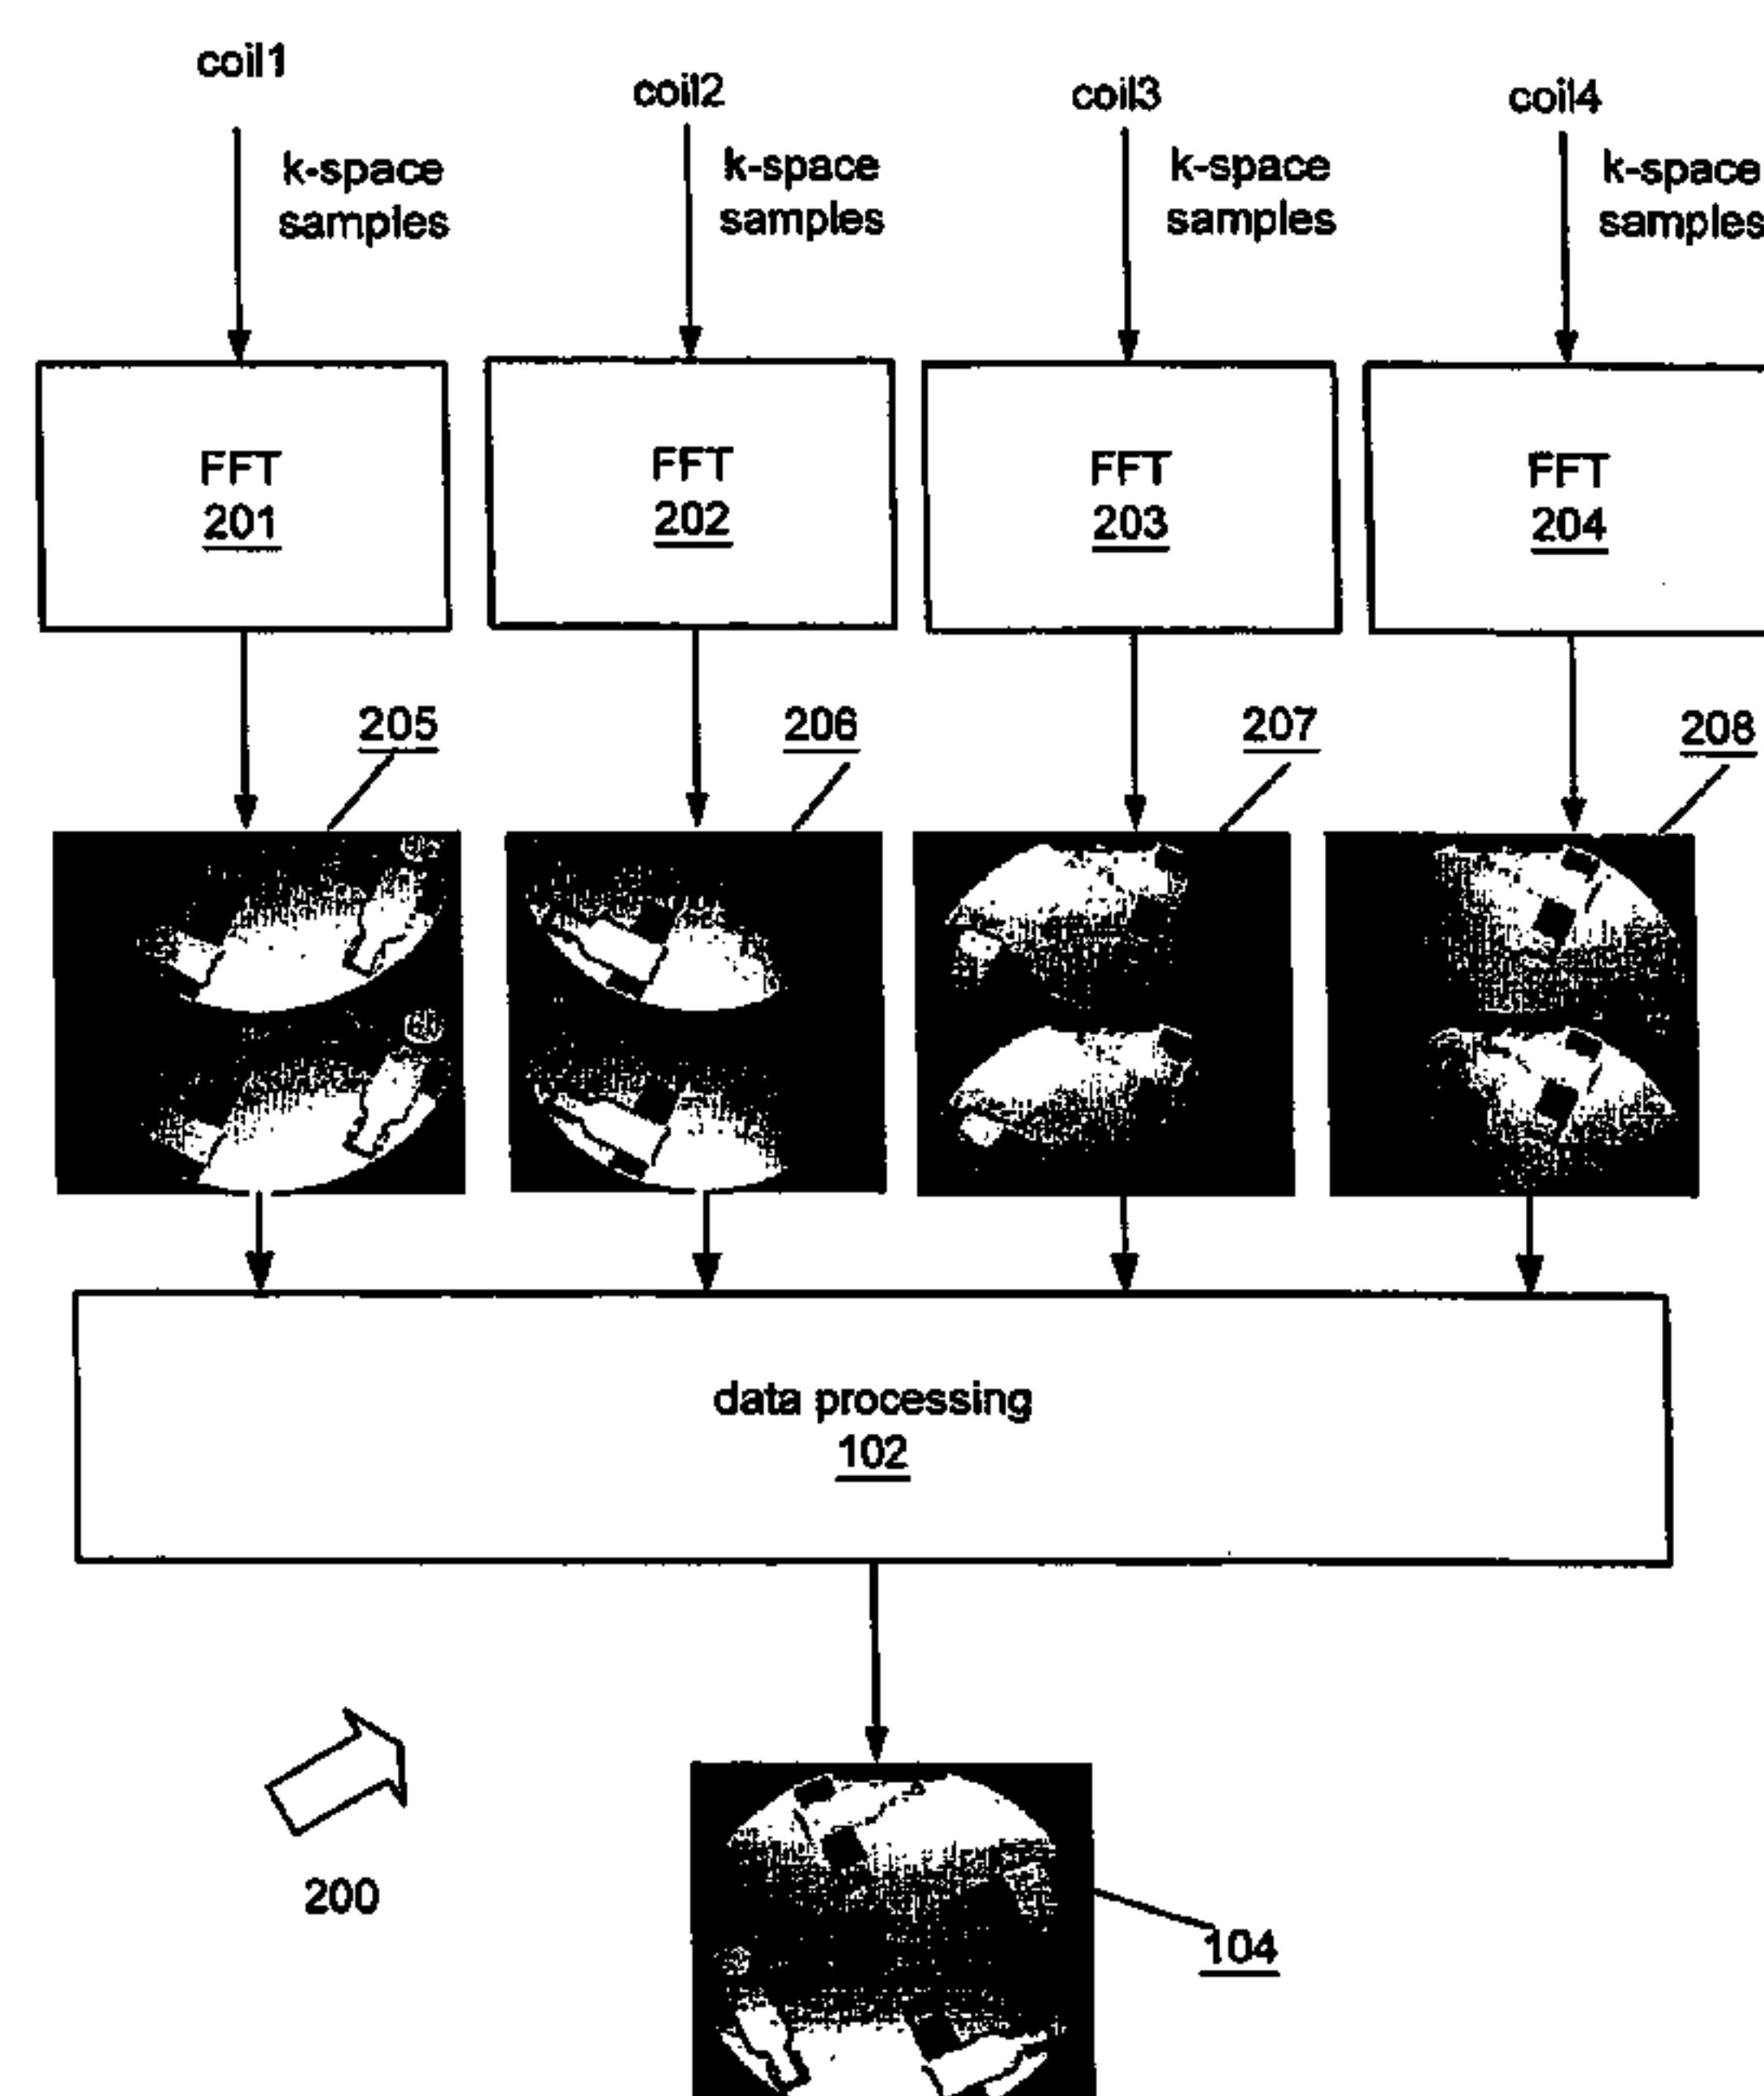 coil1
coil2
coil3
coil4
k-space
samples
k-space
samples
k-space
samples
k-space
samples
FFT
201
FFT
202
FFT
203
FFT
204
205
206
207
208
data processing
102
200
104